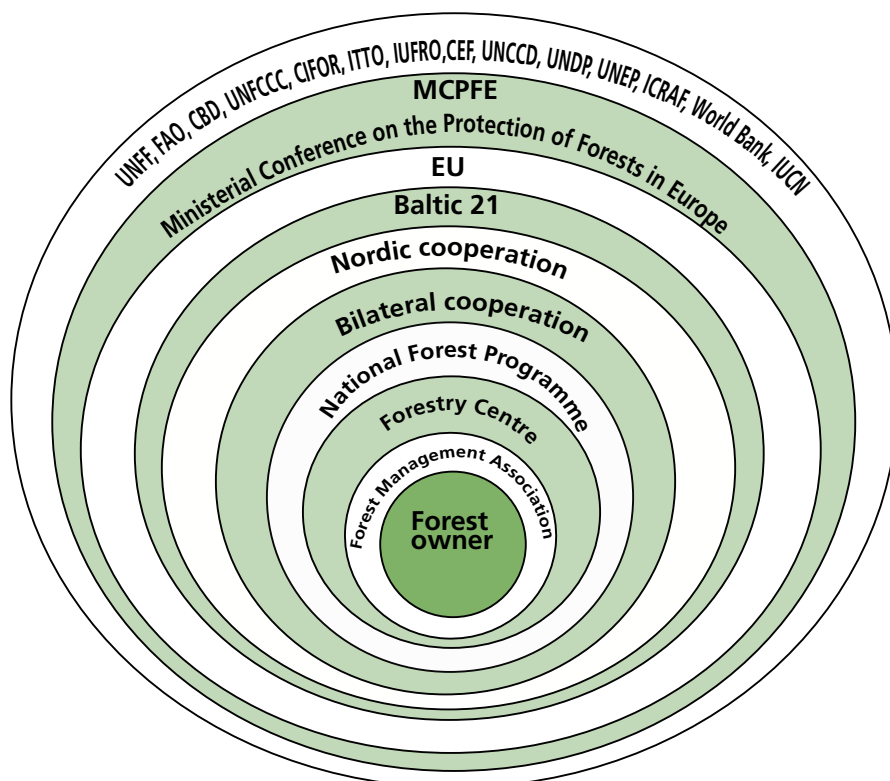 UNFF, FAO, CBD, UNFCCC, CIFOR, ITTO, IUFRO,CEF, UNCCD, UNDP, UNEP, ICRAF, World Bank, IUCN
MCPFE
Ministerial Conference on the Protection of Forests in Europe
EU
Baltic 21
Nordic cooperation
Bilateral cooperation
National Forest Programme
Forestry Centre
Forest Management Association
Forest
owner